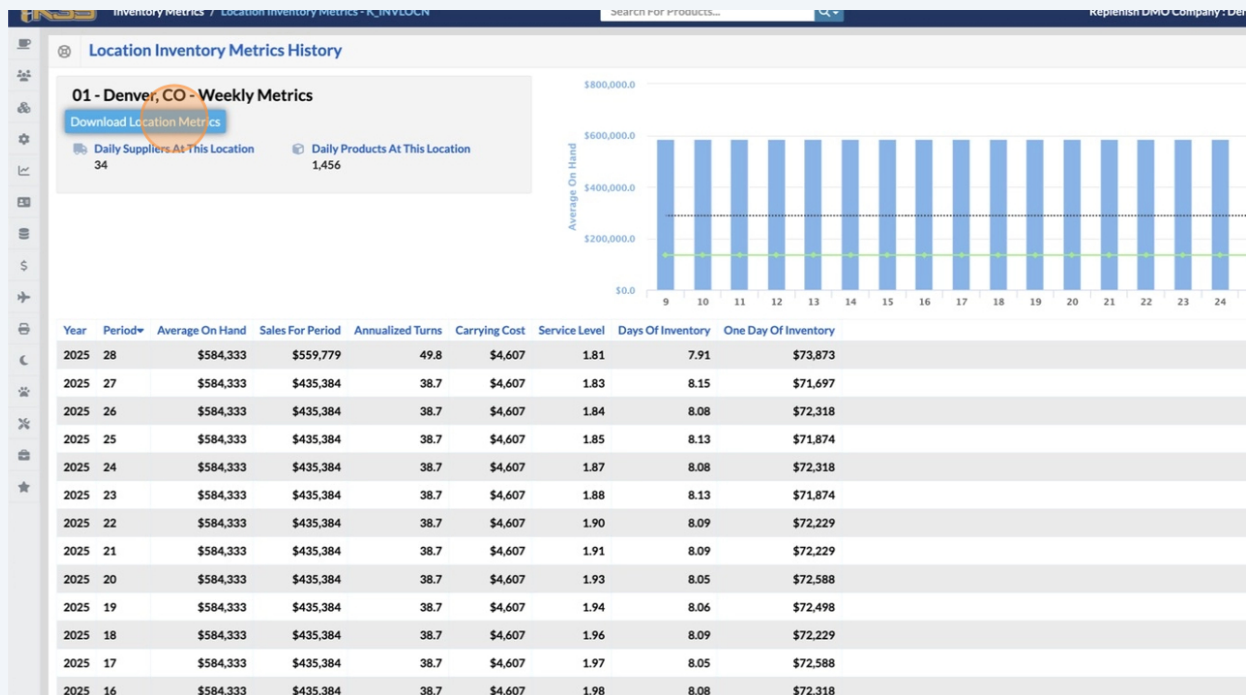 Inventory Metrics / Location Inventory Metrics - K_INVLOCN
Search For Products...
Replenish DMO Company : Der
Location Inventory Metrics History
01 - Denver, CO - Weekly Metrics
Download Location Metrics
Daily Suppliers At This Location Daily Products At This Location
34 1,456
$800,000.0
$600,000.0
$400,000.0
$200,000.0
$0.0
Average On Hand
9 10 11 12 13 14 15 16 17 18 19 20 21 22 23 24
Year Period Average On Hand Sales For Period Annualized Turns Carrying Cost Service Level Days Of Inventory One Day Of Inventory
2025 28 $584,333 $559,779 49.8 $4,607 1.81 7.91 $73,873
2025 27 $584,333 $435,384 38.7 $4,607 1.83 8.15 $71,697
2025 26 $584,333 $435,384 38.7 $4,607 1.84 8.08 $72,318
2025 25 $584,333 $435,384 38.7 $4,607 1.85 8.13 $71,874
2025 24 $584,333 $435,384 38.7 $4,607 1.87 8.08 $72,318
2025 23 $584,333 $435,384 38.7 $4,607 1.88 8.13 $71,874
2025 22 $584,333 $435,384 38.7 $4,607 1.90 8.09 $72,229
2025 21 $584,333 $435,384 38.7 $4,607 1.91 8.09 $72,229
2025 20 $584,333 $435,384 38.7 $4,607 1.93 8.05 $72,588
2025 19 $584,333 $435,384 38.7 $4,607 1.94 8.06 $72,498
2025 18 $584,333 $435,384 38.7 $4,607 1.96 8.09 $72,229
2025 17 $584,333 $435,384 38.7 $4,607 1.97 8.05 $72,588
2025 16 $584,333 $435,384 38.7 $4,607 1.98 8.08 $72,318